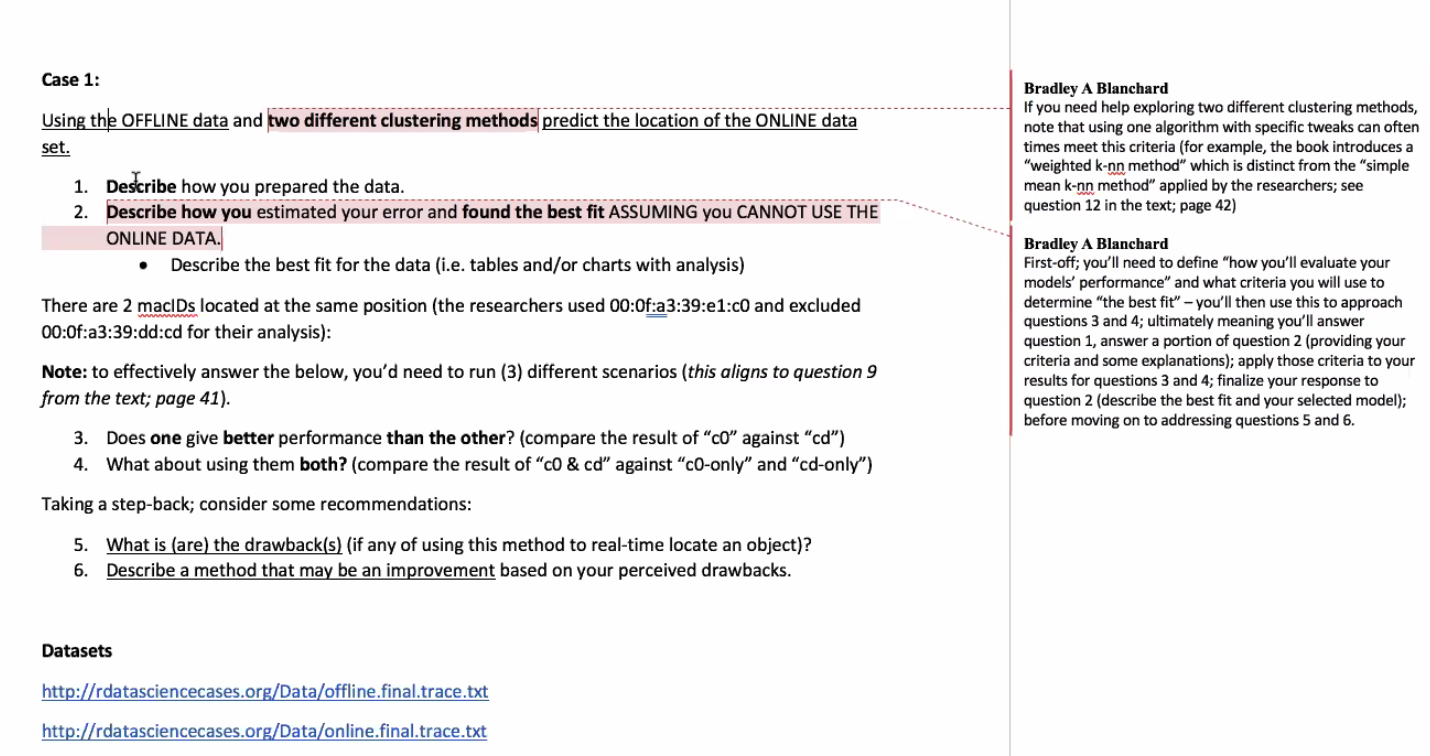 Case 1:
Using the OFFLINE data and two different clustering methods predict the location of the ONLINE data
set.
1. Describe how you prepared the data.
2. Describe how you estimated your error and found the best fit ASSUMING you CANNOT USE THE
ONLINE DATA.
• Describe the best fit for the data (i.e. tables and/or charts with analysis)
There are 2 macIDs located at the same position (the researchers used 00:0f:a3:39:e1:c0 and excluded
00:0f:a3:39:dd:cd for their analysis):
Note: to effectively answer the below, you’d need to run (3) different scenarios (this aligns to question 9
from the text; page 41).
3. Does one give better performance than the other? (compare the result of “c0” against “cd”)
4. What about using them both? (compare the result of “c0 & cd” against “c0-only” and “cd-only”)
Taking a step-back; consider some recommendations:
5. What is (are) the drawback(s) (if any of using this method to real-time locate an object)?
6. Describe a method that may be an improvement based on your perceived drawbacks.
Datasets
http://rdatasciencecases.org/Data/offline.final.trace.txt
http://rdatasciencecases.org/Data/online.final.trace.txt
Bradley A Blanchard
If you need help exploring two different clustering methods,
note that using one algorithm with specific tweaks can often
times meet this criteria (for example, the book introduces a
“weighted k-nn method” which is distinct from the “simple
mean k-nn method” applied by the researchers; see
question 12 in the text; page 42)
Bradley A Blanchard
First-off; you’ll need to define “how you’ll evaluate your
models’ performance” and what criteria you will use to
determine “the best fit” – you’ll then use this to approach
questions 3 and 4; ultimately meaning you’ll answer
question 1, answer a portion of question 2 (providing your
criteria and some explanations); apply those criteria to your
results for questions 3 and 4; finalize your response to
question 2 (describe the best fit and your selected model);
before moving on to addressing questions 5 and 6.